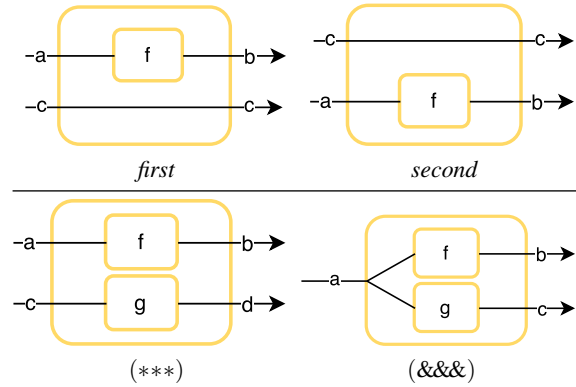 a f b
c c
first
c c
a f b
second
a f b
c g d
(***)
a f b
g c
(&&&)